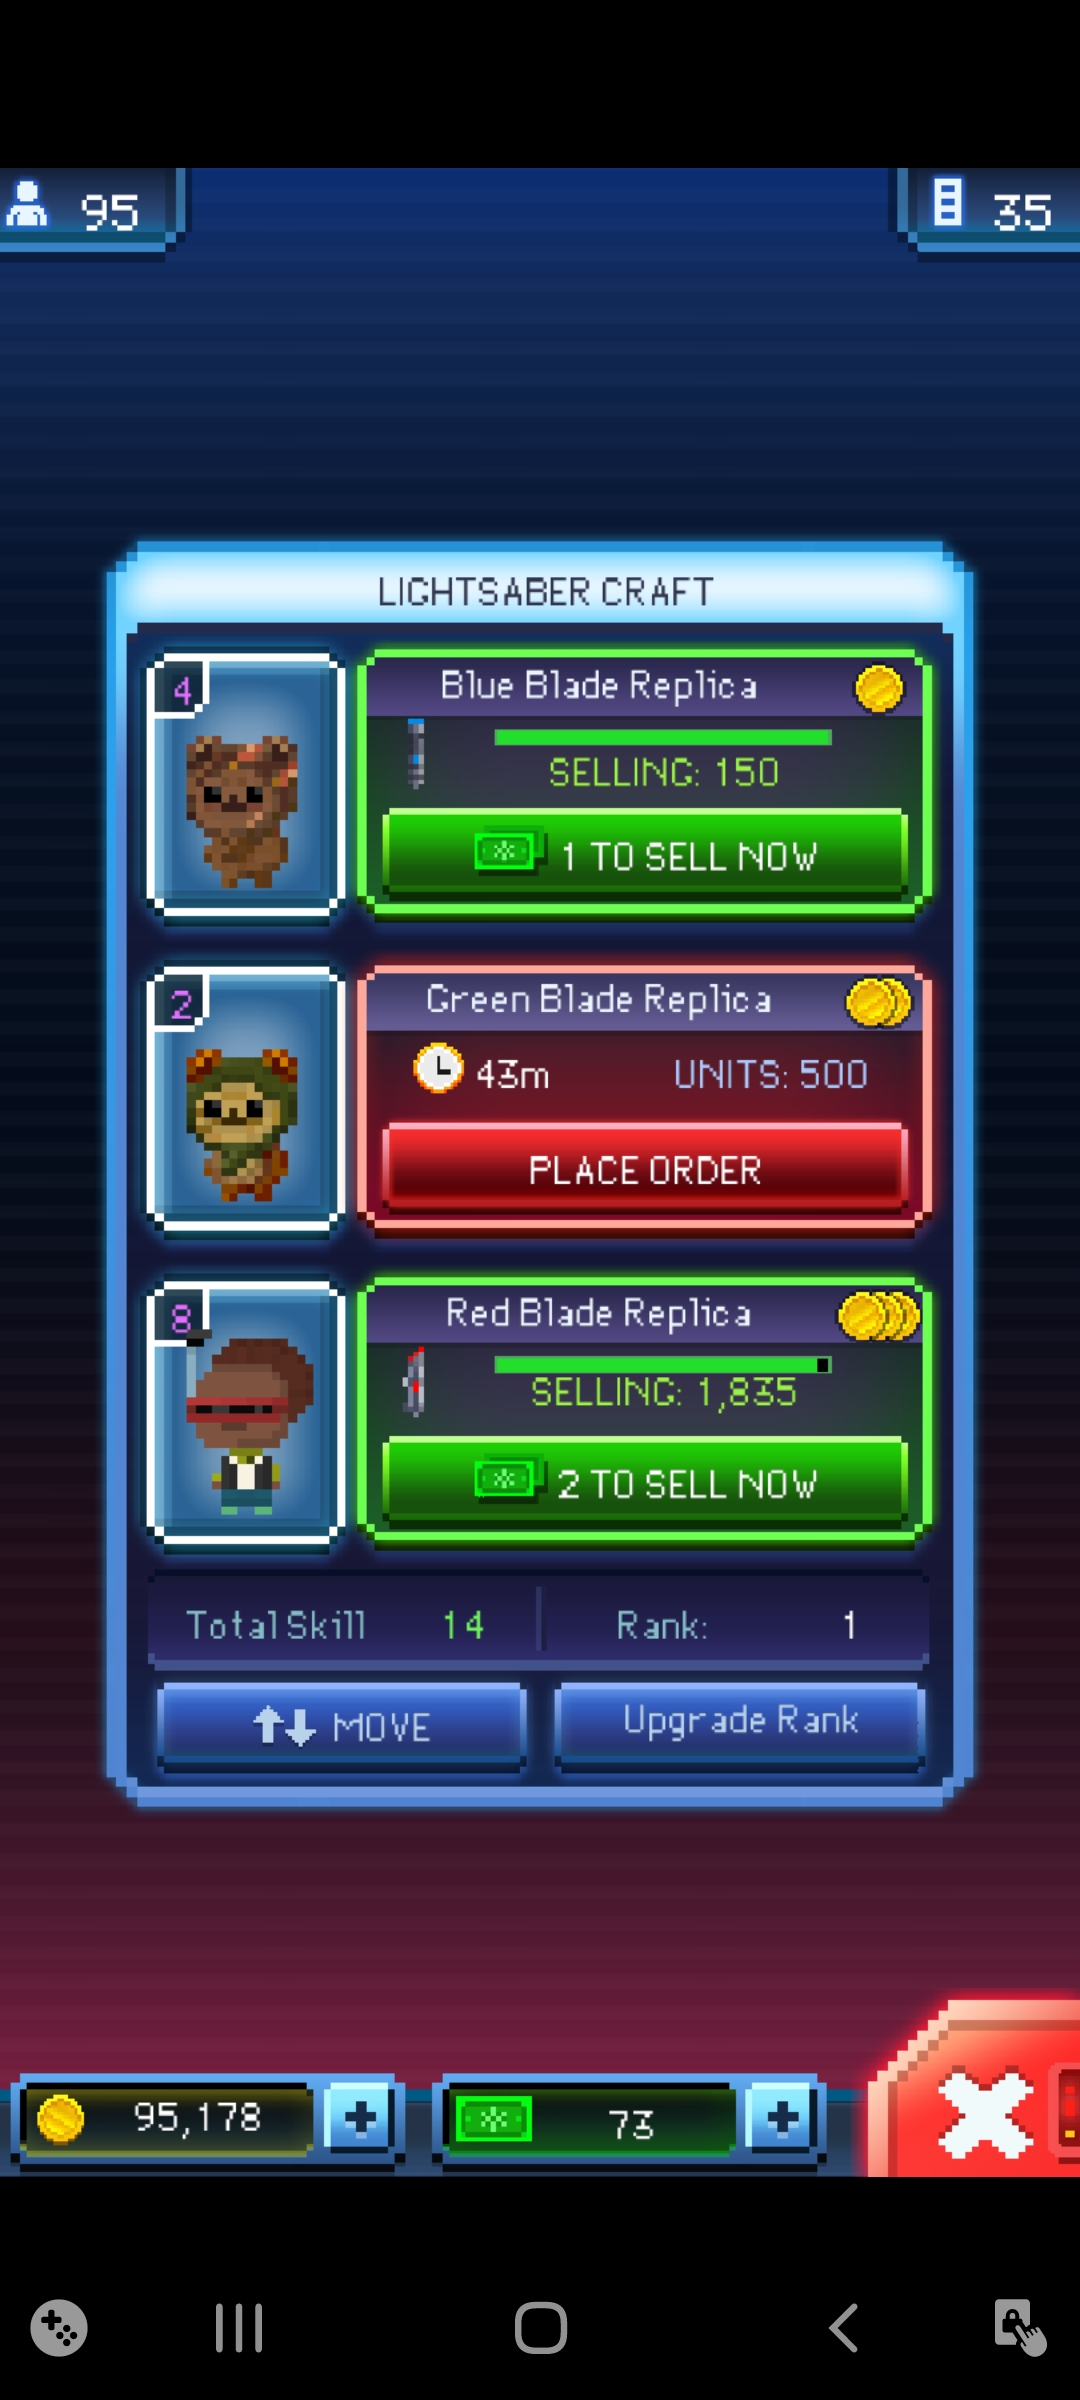 95
35
LIGHTSABER CRAFT
4
Blue Blade Replica
SELLING: 150
1 TO SELL NOW
2
Green Blade Replica
43m UNITS: 500
PLACE ORDER
8
Red Blade Replica
SELLING: 1,835
2 TO SELL NOW
Total Skill 14 Rank: 1
MOVE Upgrade Rank
95,178 73